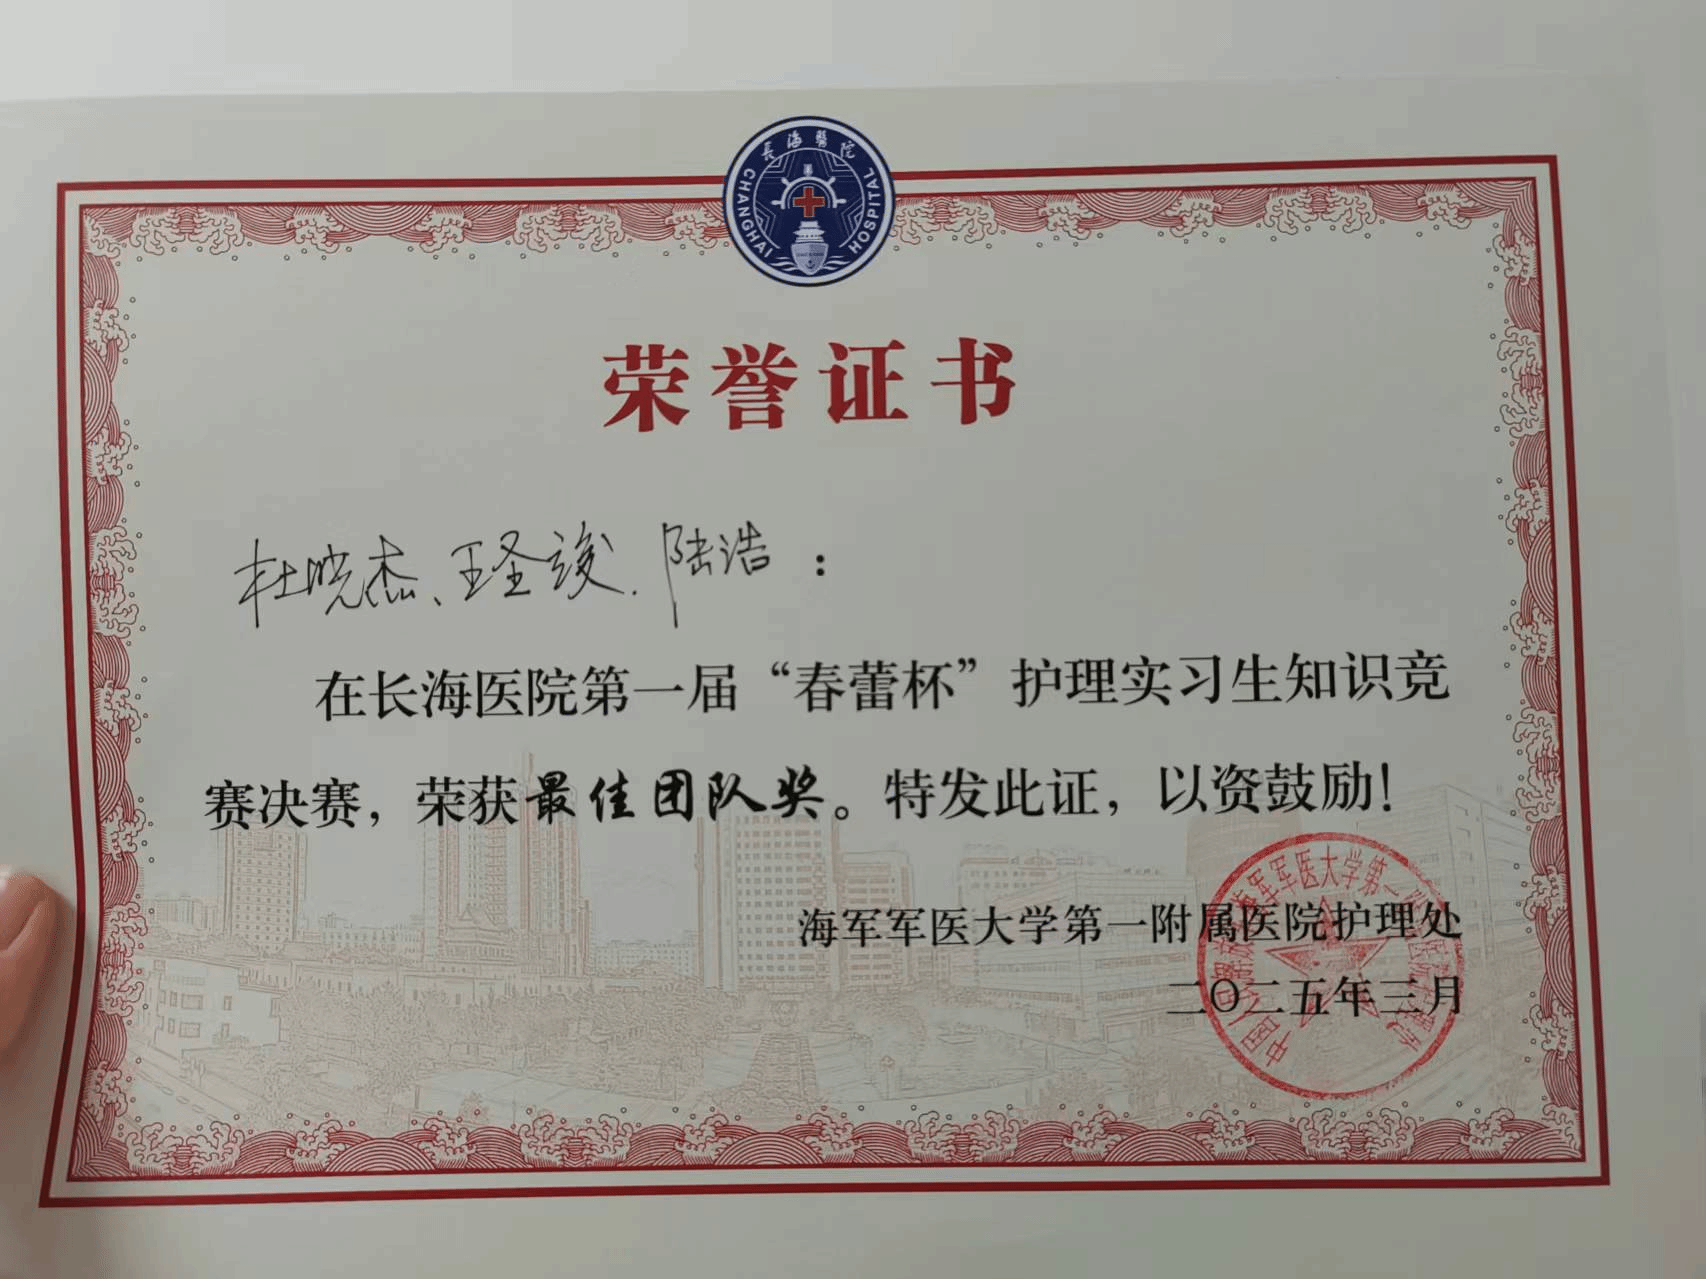 長海醫院
CHANGHAI HOSPITAL
荣誉证书
杜晓杰、王圣竣、陆浩：
在长海医院第一届“春蕾杯”护理实习生知识竞
赛决赛，荣获最佳团队奖。特发此证，以资鼓励！
海军军医大学第一附属医院护理处
二〇二五年三月